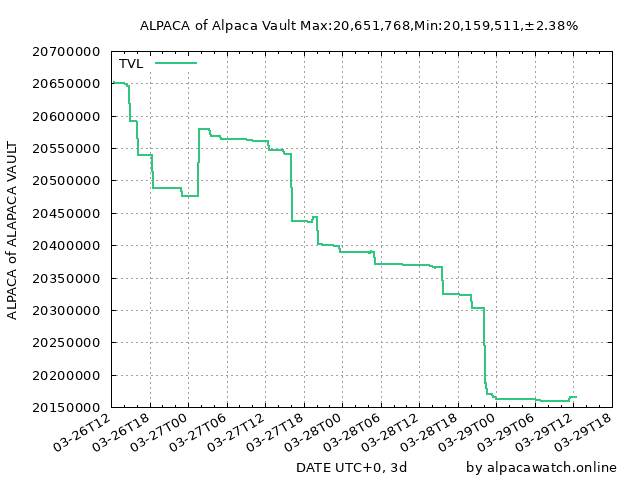 ALPACA of Alpaca Vault Max:20,651,768,Min:20,159,511,±2.38%
TVL
20700000
20650000
20600000
20550000
20500000
20450000
20400000
20350000
20300000
20250000
20200000
20150000
ALPACA of ALAPACA VAULT
03-26T12
03-26T18
03-27T00
03-27T06
03-27T12
03-27T18
03-28T00
03-28T06
03-28T12
03-28T18
03-29T00
03-29T06
03-29T12
03-29T18
DATE UTC+0, 3d
by alpacawatch.online